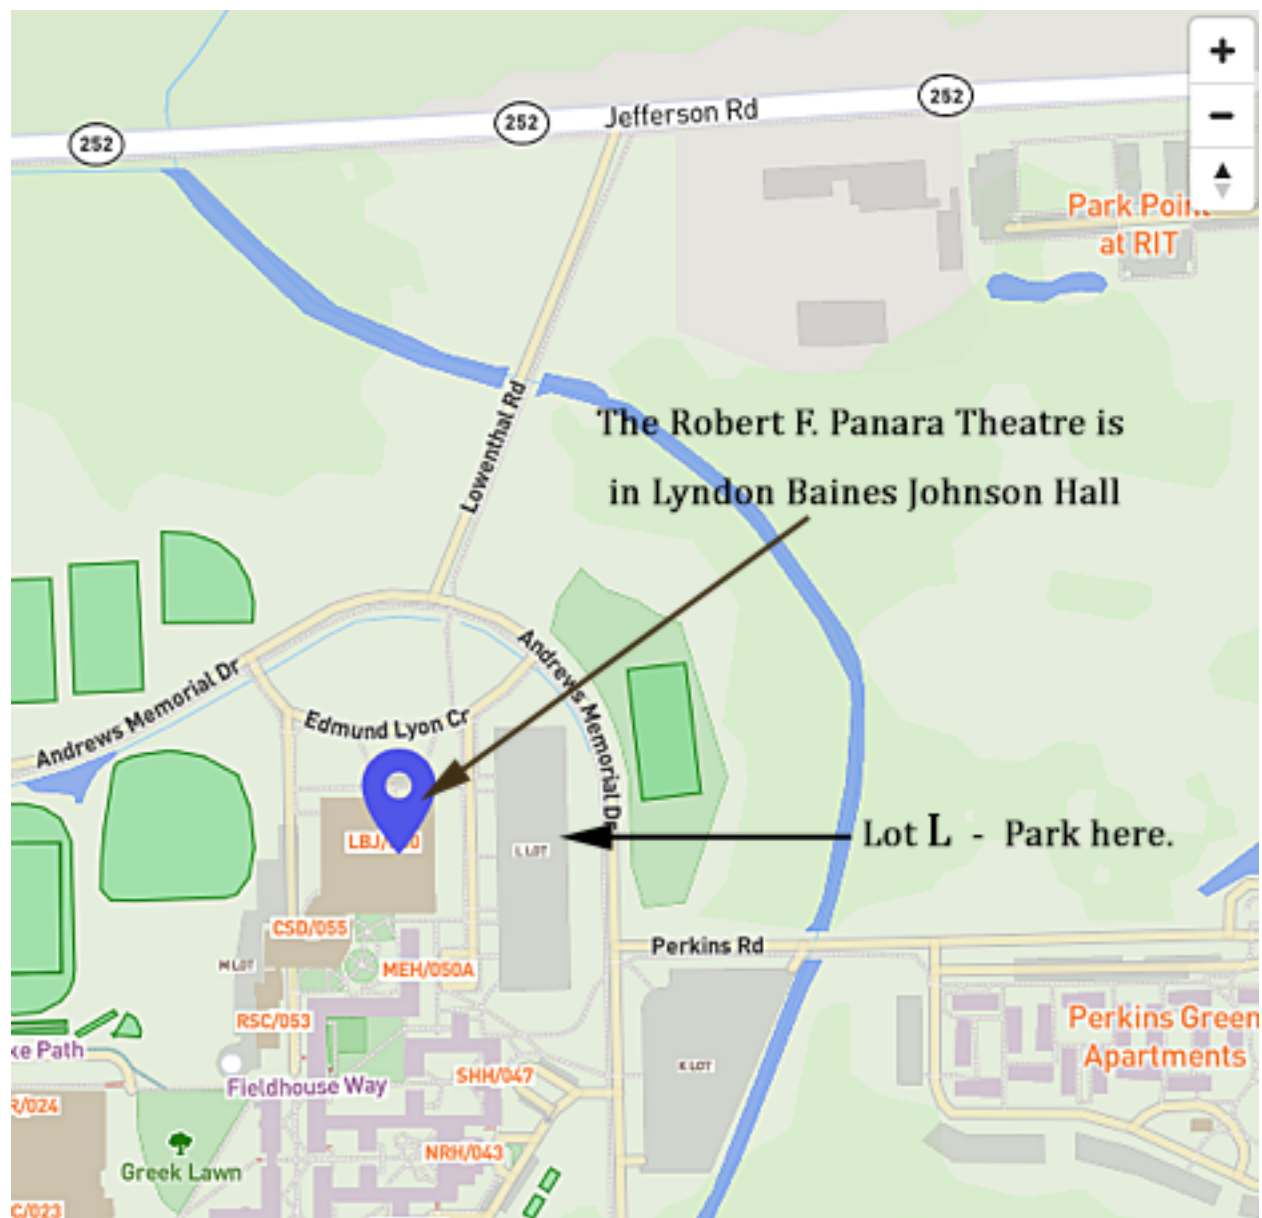 252
252
252
Jefferson Rd
Park Point
at RIT
Lowenthal Rd
The Robert F. Panara Theatre is
in Lyndon Baines Johnson Hall
Andrews Memorial Dr
Andrews Memorial Dr
Edmund Lyon Cr
LBJ/
L LOT
Lot L - Park here.
CSD/055
M LOT
MEH/050A
Perkins Rd
RSC/053
Perkins Green
Apartments
ke Path
Fieldhouse Way
SHH/047
K LOT
R/024
NRH/043
Greek Lawn
C/023